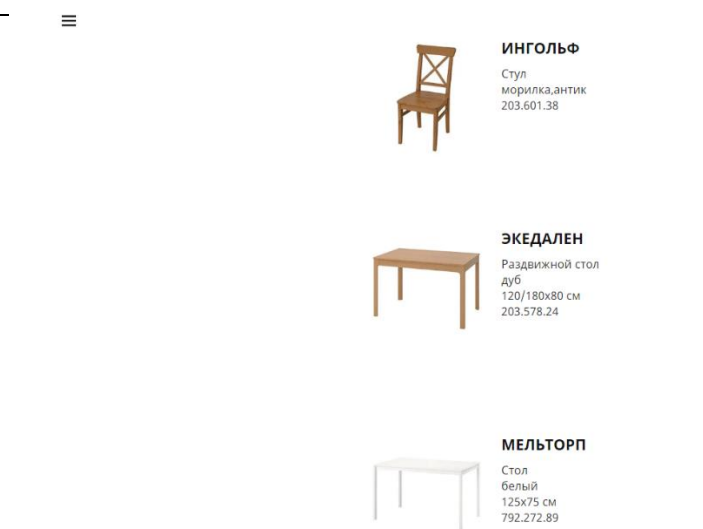 ИНГОЛЬФ
Стул
морилка,антик
203.601.38
ЭКЕДАЛЕН
Раздвижной стол
дуб
120/180x80 см
203.578.24
МЕЛЬТОРП
Стол
белый
125x75 см
792.272.89